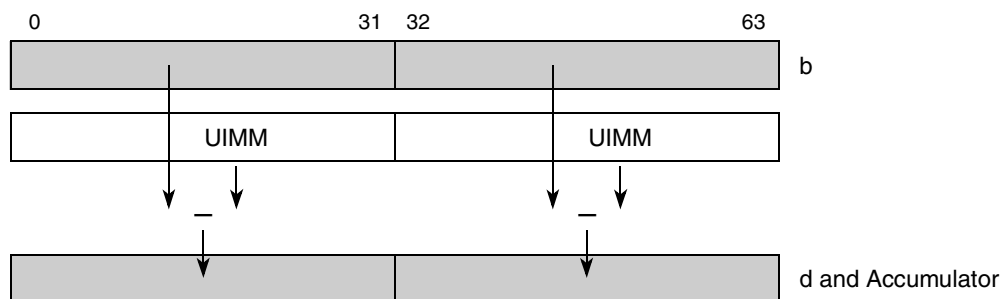 0 31 32 63
b
UIMM UIMM
– –
d and Accumulator